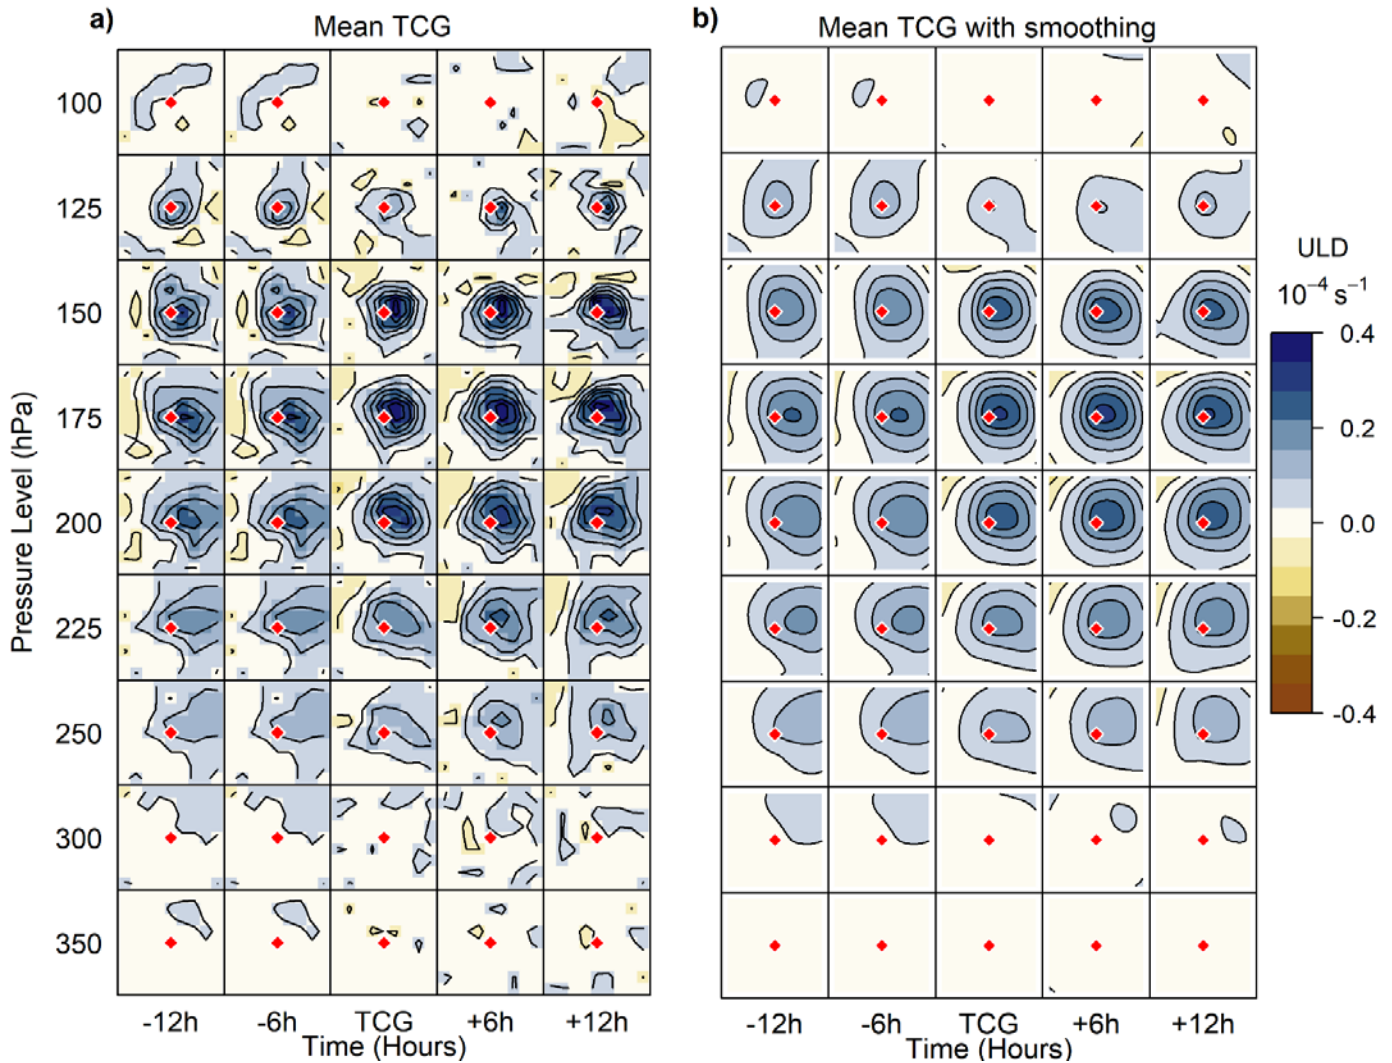 a) Mean TCG
b) Mean TCG with smoothing
Pressure Level (hPa)
100
125
150
175
200
225
250
300
350
-12h -6h TCG +6h +12h
Time (Hours)
-12h -6h TCG +6h +12h
Time (Hours)
ULD
10⁻⁴ s⁻¹
0.4
0.2
0.0
-0.2
-0.4